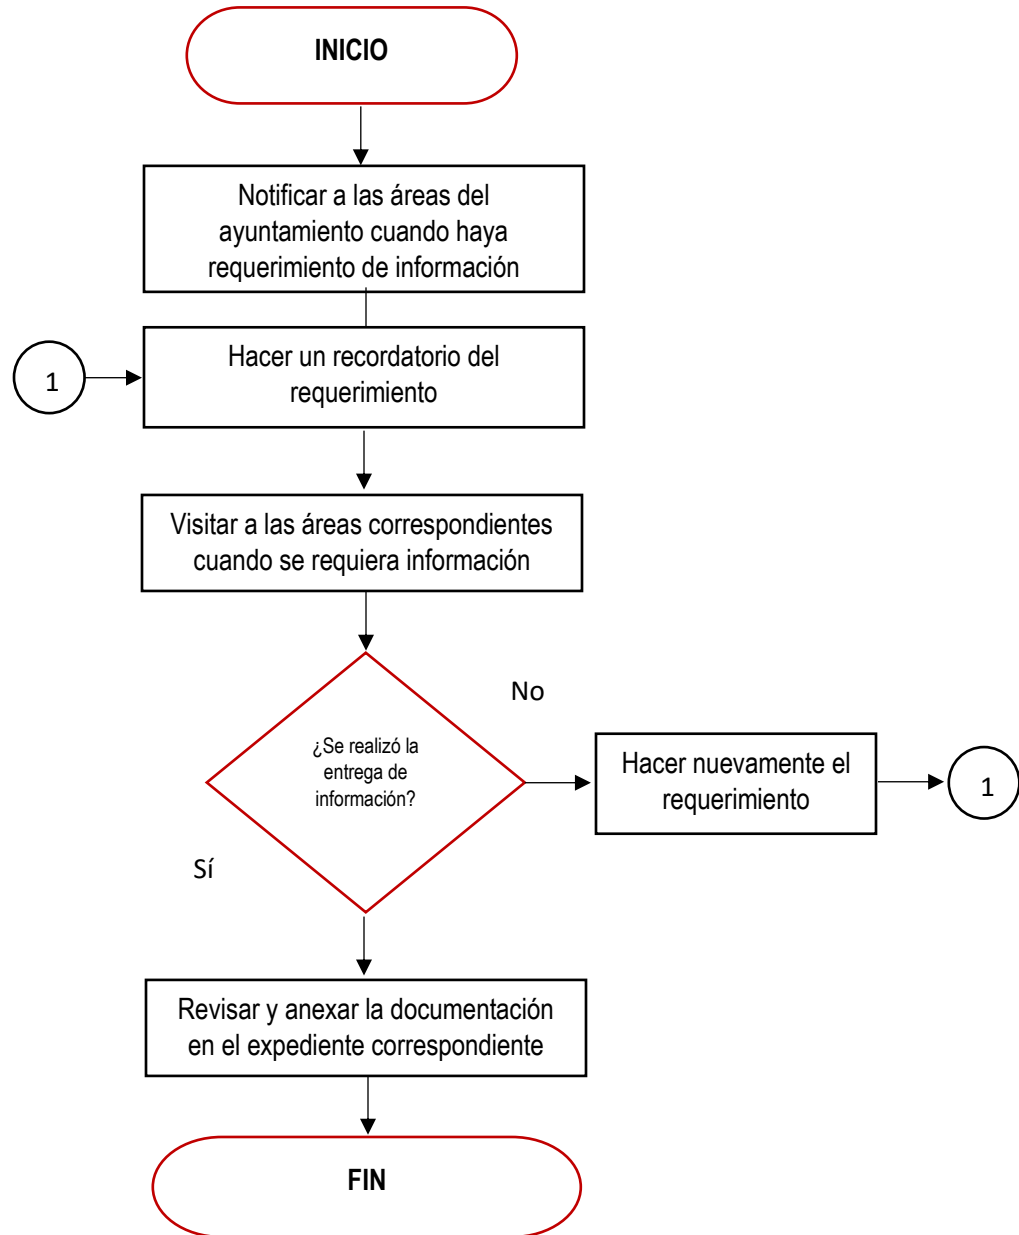 INICIO
Notificar a las áreas del
ayuntamiento cuando haya
requerimiento de información
Hacer un recordatorio del
requerimiento
1
Visitar a las áreas correspondientes
cuando se requiera información
No
¿Se realizó la
entrega de
información?
Hacer nuevamente el
requerimiento
1
Sí
Revisar y anexar la documentación
en el expediente correspondiente
FIN